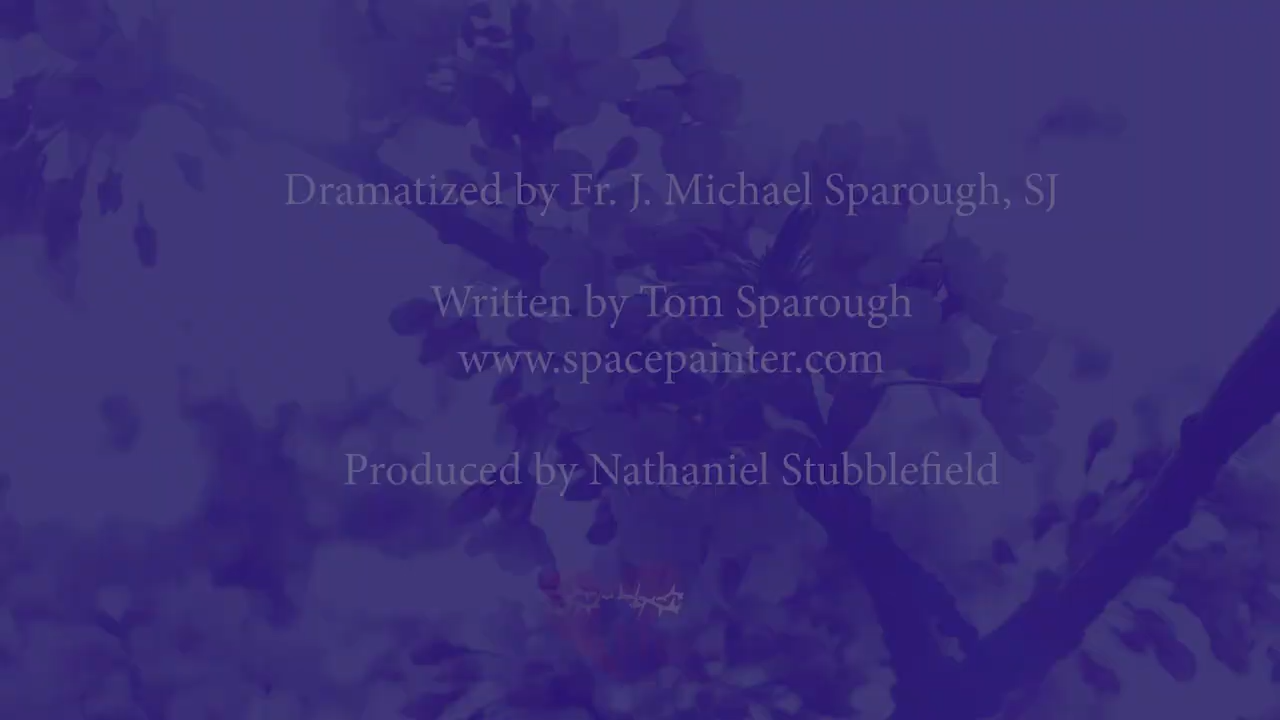 Dramatized by Fr. J. Michael Sparough, SJ
Written by Tom Sparough
www.spacepainter.com
Produced by Nathaniel Stubblefield